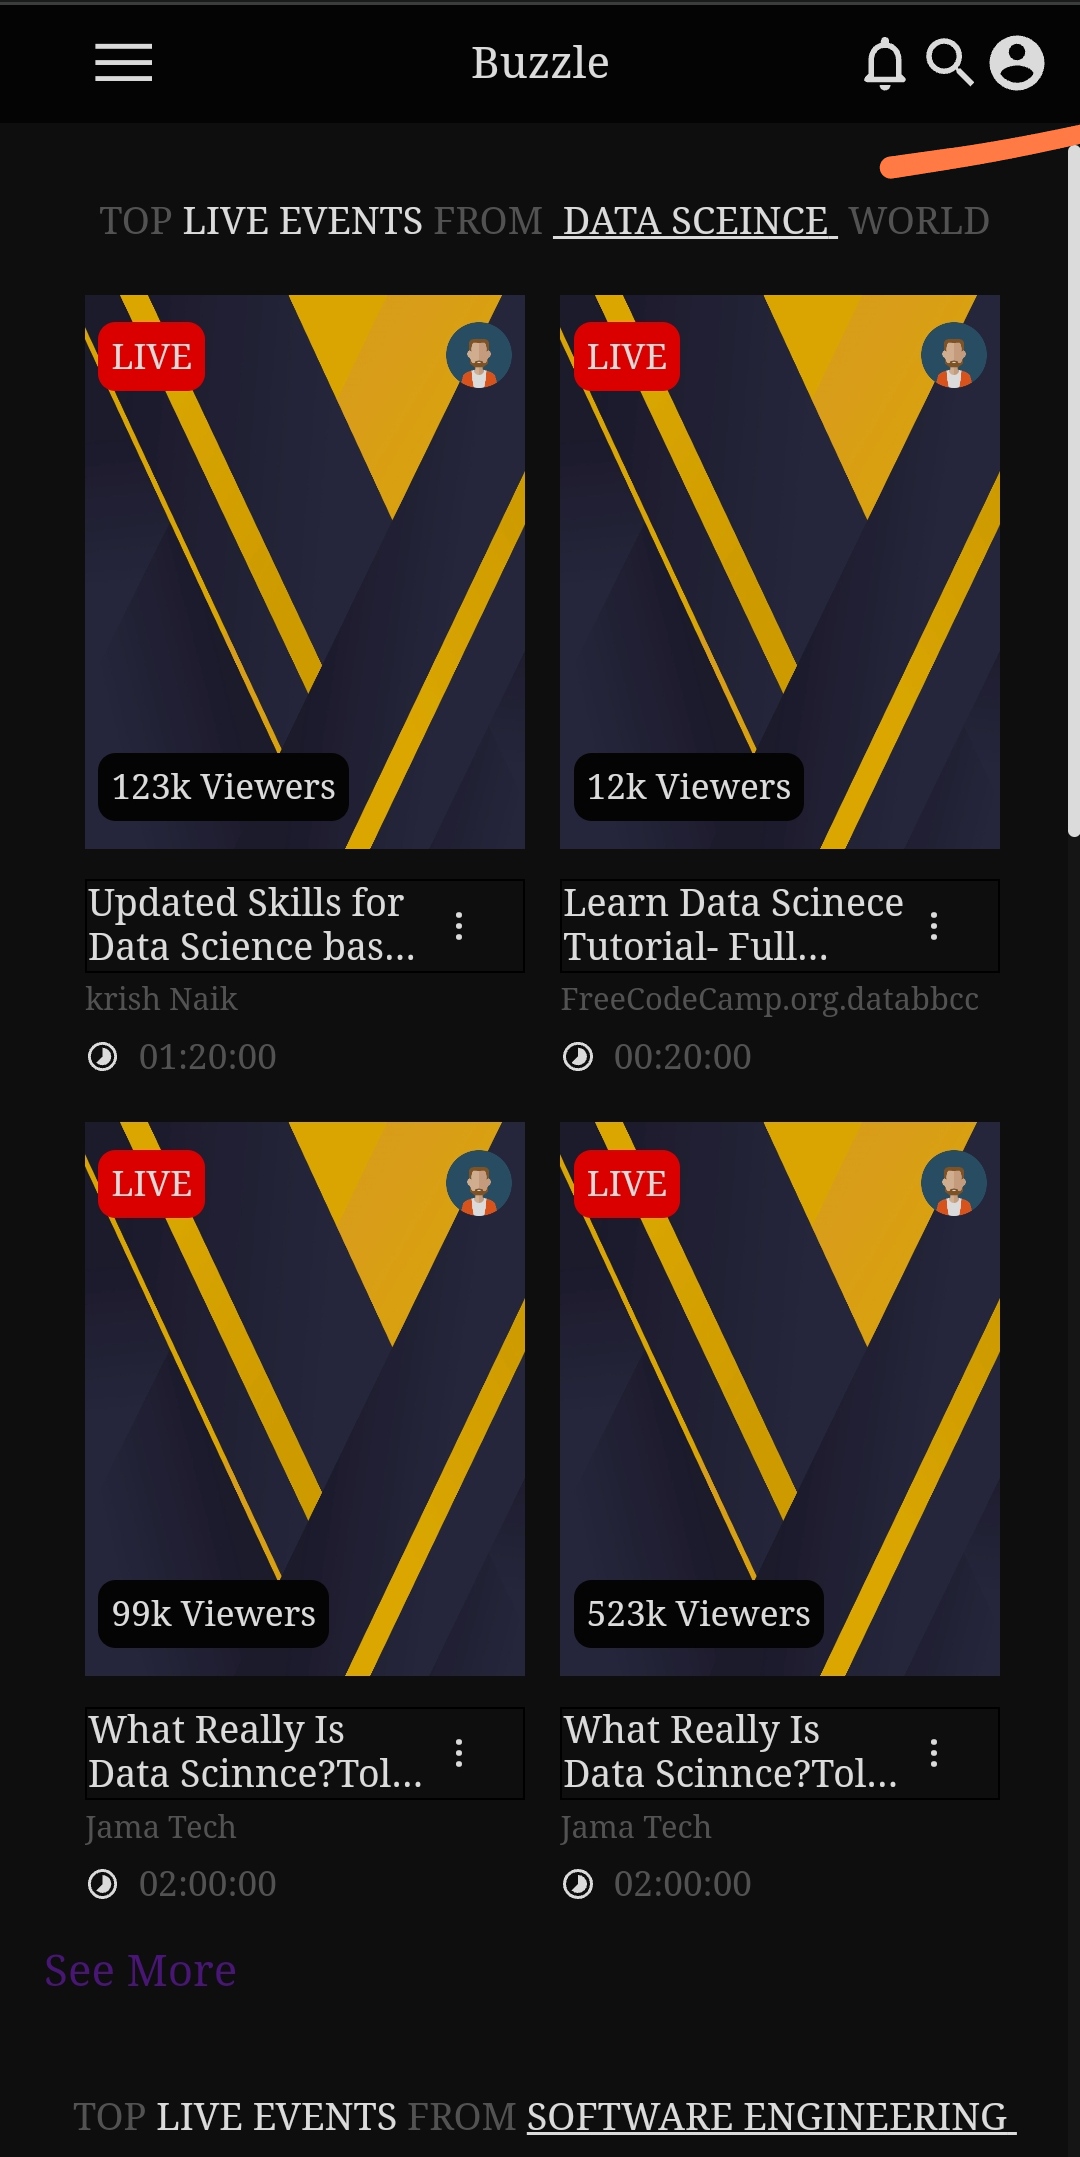 Buzzle
TOP LIVE EVENTS FROM DATA SCEINCE WORLD
LIVE
LIVE
123k Viewers
12k Viewers
Updated Skills for
Data Science bas...
krish Naik
01:20:00
Learn Data Scinece
Tutorial- Full...
FreeCodeCamp.org.databbcc
00:20:00
LIVE
LIVE
99k Viewers
523k Viewers
What Really Is
Data Scinnce?Tol...
Jama Tech
02:00:00
What Really Is
Data Scinnce?Tol...
Jama Tech
02:00:00
See More
TOP LIVE EVENTS FROM SOFTWARE ENGINEERING